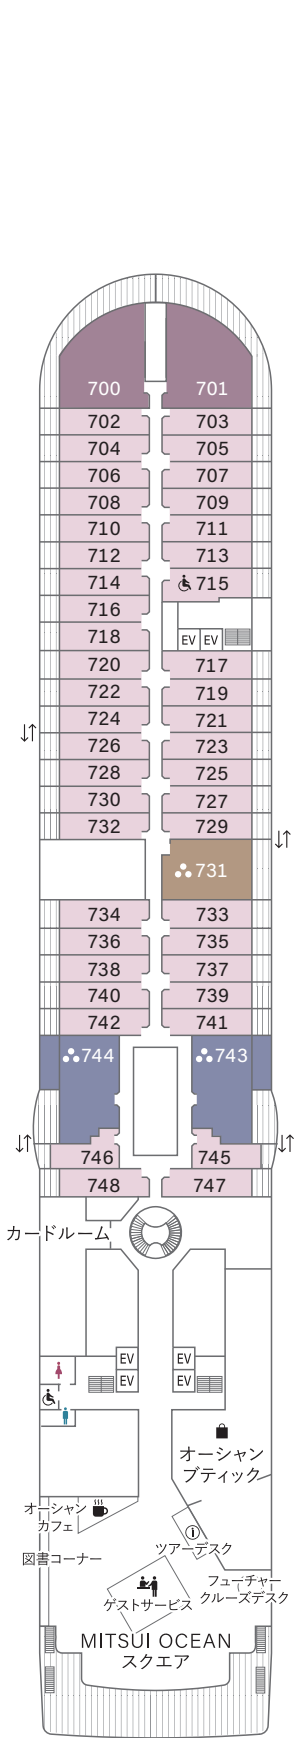 700 701
702 703
704 705
706 707
708 709
710 711
712 713
714 715
716
718 EV EV
720 717
722 719
724 721
726 723
728 725
730 727
732 729
731
734 733
736 735
738 737
740 739
742 741
744 743
746 745
748 747
カードルーム
EV EV
EV EV
オーシャン
ブティック
オーシャン
カフェ
ツアーデスク
図書コーナー
フューチャー
クルーズデスク
ゲストサービス
MITSUI OCEAN
スクエア